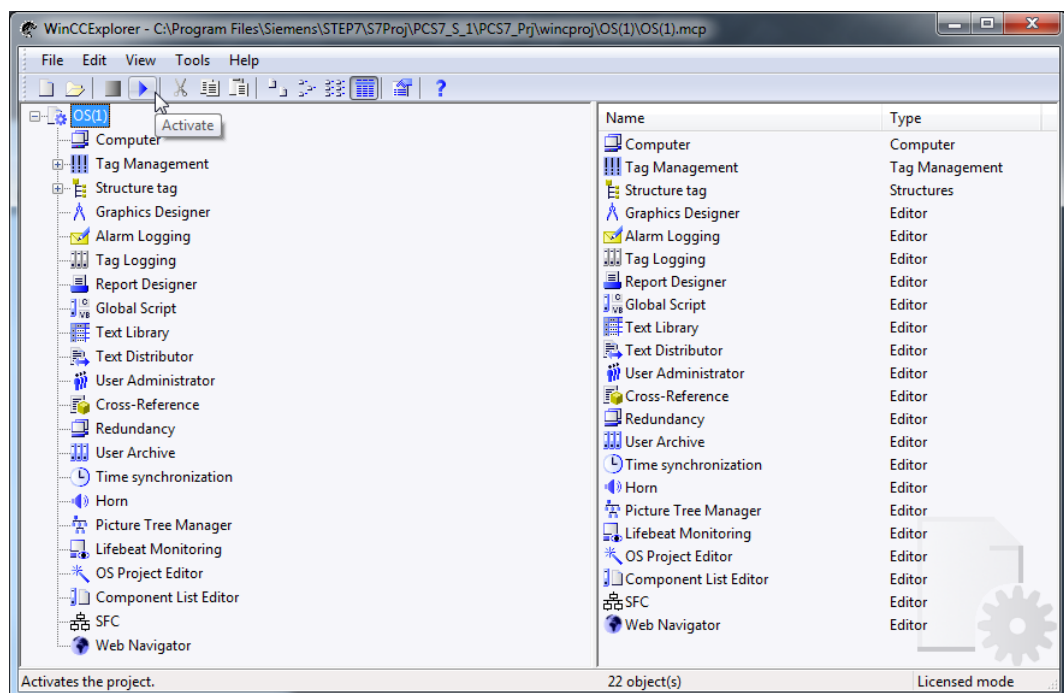 WinCCExplorer - C:\Program Files\Siemens\STEP7\S7Proj\PCS7_S_1\PCS7_Prj\wincproj\OS(1)\OS(1).mcp
File Edit View Tools Help
OS(1)
Activate
Computer
Tag Management
Structure tag
Graphics Designer
Alarm Logging
Tag Logging
Report Designer
Global Script
Text Library
Text Distributor
User Administrator
Cross-Reference
Redundancy
User Archive
Time synchronization
Horn
Picture Tree Manager
Lifebeat Monitoring
OS Project Editor
Component List Editor
SFC
Web Navigator
Name Type
Computer Computer
Tag Management Tag Management
Structure tag Structures
Graphics Designer Editor
Alarm Logging Editor
Tag Logging Editor
Report Designer Editor
Global Script Editor
Text Library Editor
Text Distributor Editor
User Administrator Editor
Cross-Reference Editor
Redundancy Editor
User Archive Editor
Time synchronization Editor
Horn Editor
Picture Tree Manager Editor
Lifebeat Monitoring Editor
OS Project Editor Editor
Component List Editor Editor
SFC Editor
Web Navigator Editor
Activates the project. 22 object(s) Licensed mode